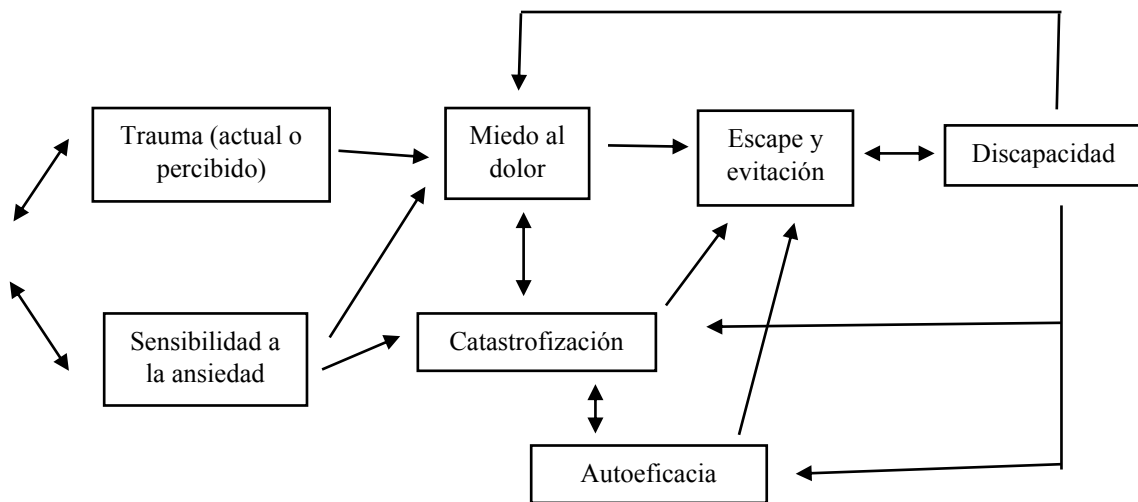 Trauma (actual o
percibido)
Miedo al
dolor
Escape y
evitación
Discapacidad
Sensibilidad a
la ansiedad
Catastrofización
Autoeficacia